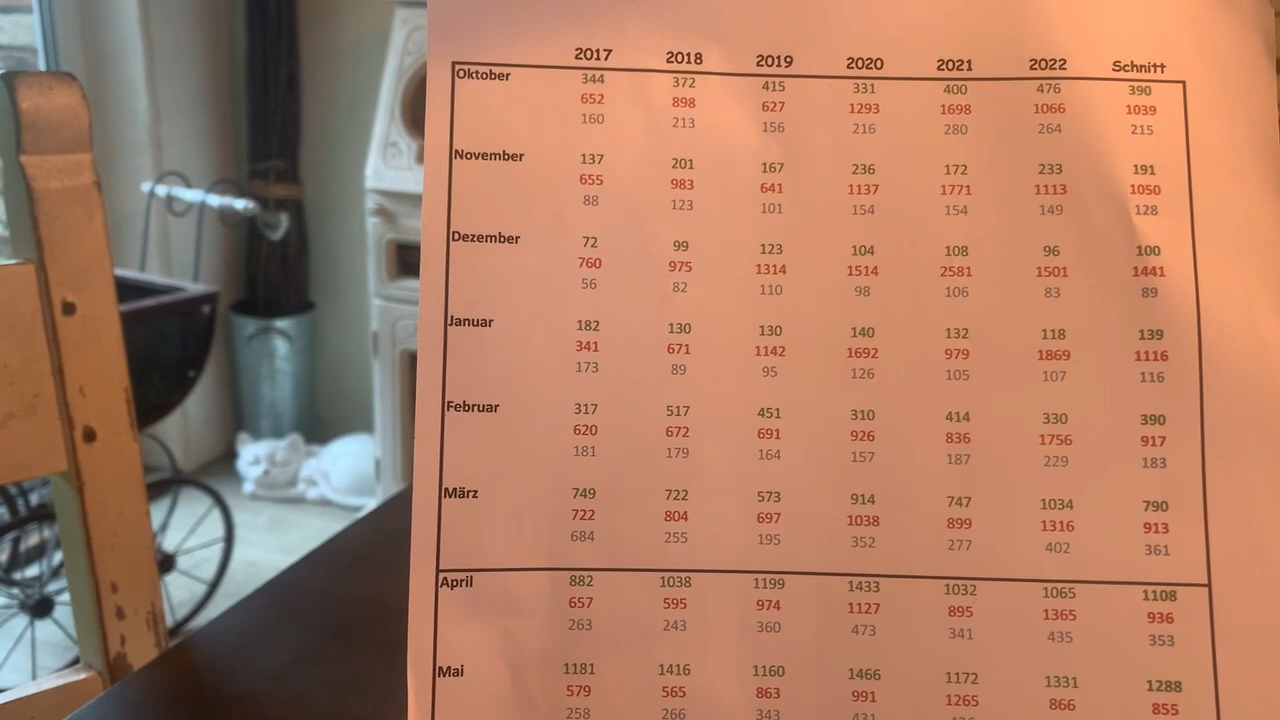 2017 2018 2019 2020 2021 2022 Schnitt
Oktober 344 372 415 331 400 476 390
652 898 627 1293 1698 1066 1039
160 213 156 216 280 264 215
November 137 201 167 236 172 233 191
655 983 641 1137 1771 1113 1050
88 123 101 154 154 149 128
Dezember 72 99 123 104 108 96 100
760 975 1314 1514 2581 1501 1441
56 82 110 98 106 83 89
Januar 182 130 130 140 132 118 139
341 671 1142 1692 979 1869 1116
173 89 95 126 105 107 116
Februar 317 517 451 310 414 330 390
620 672 691 926 836 1756 917
181 179 164 157 187 229 183
März 749 722 573 914 747 1034 790
722 804 697 1038 899 1316 913
684 255 195 352 277 402 361
April 882 1038 1199 1433 1032 1065 1108
657 595 974 1127 895 1365 936
263 243 360 473 341 435 353
Mai 1181 1416 1160 1466 1172 1331 1288
579 565 863 991 1265 866 855
258 266 343